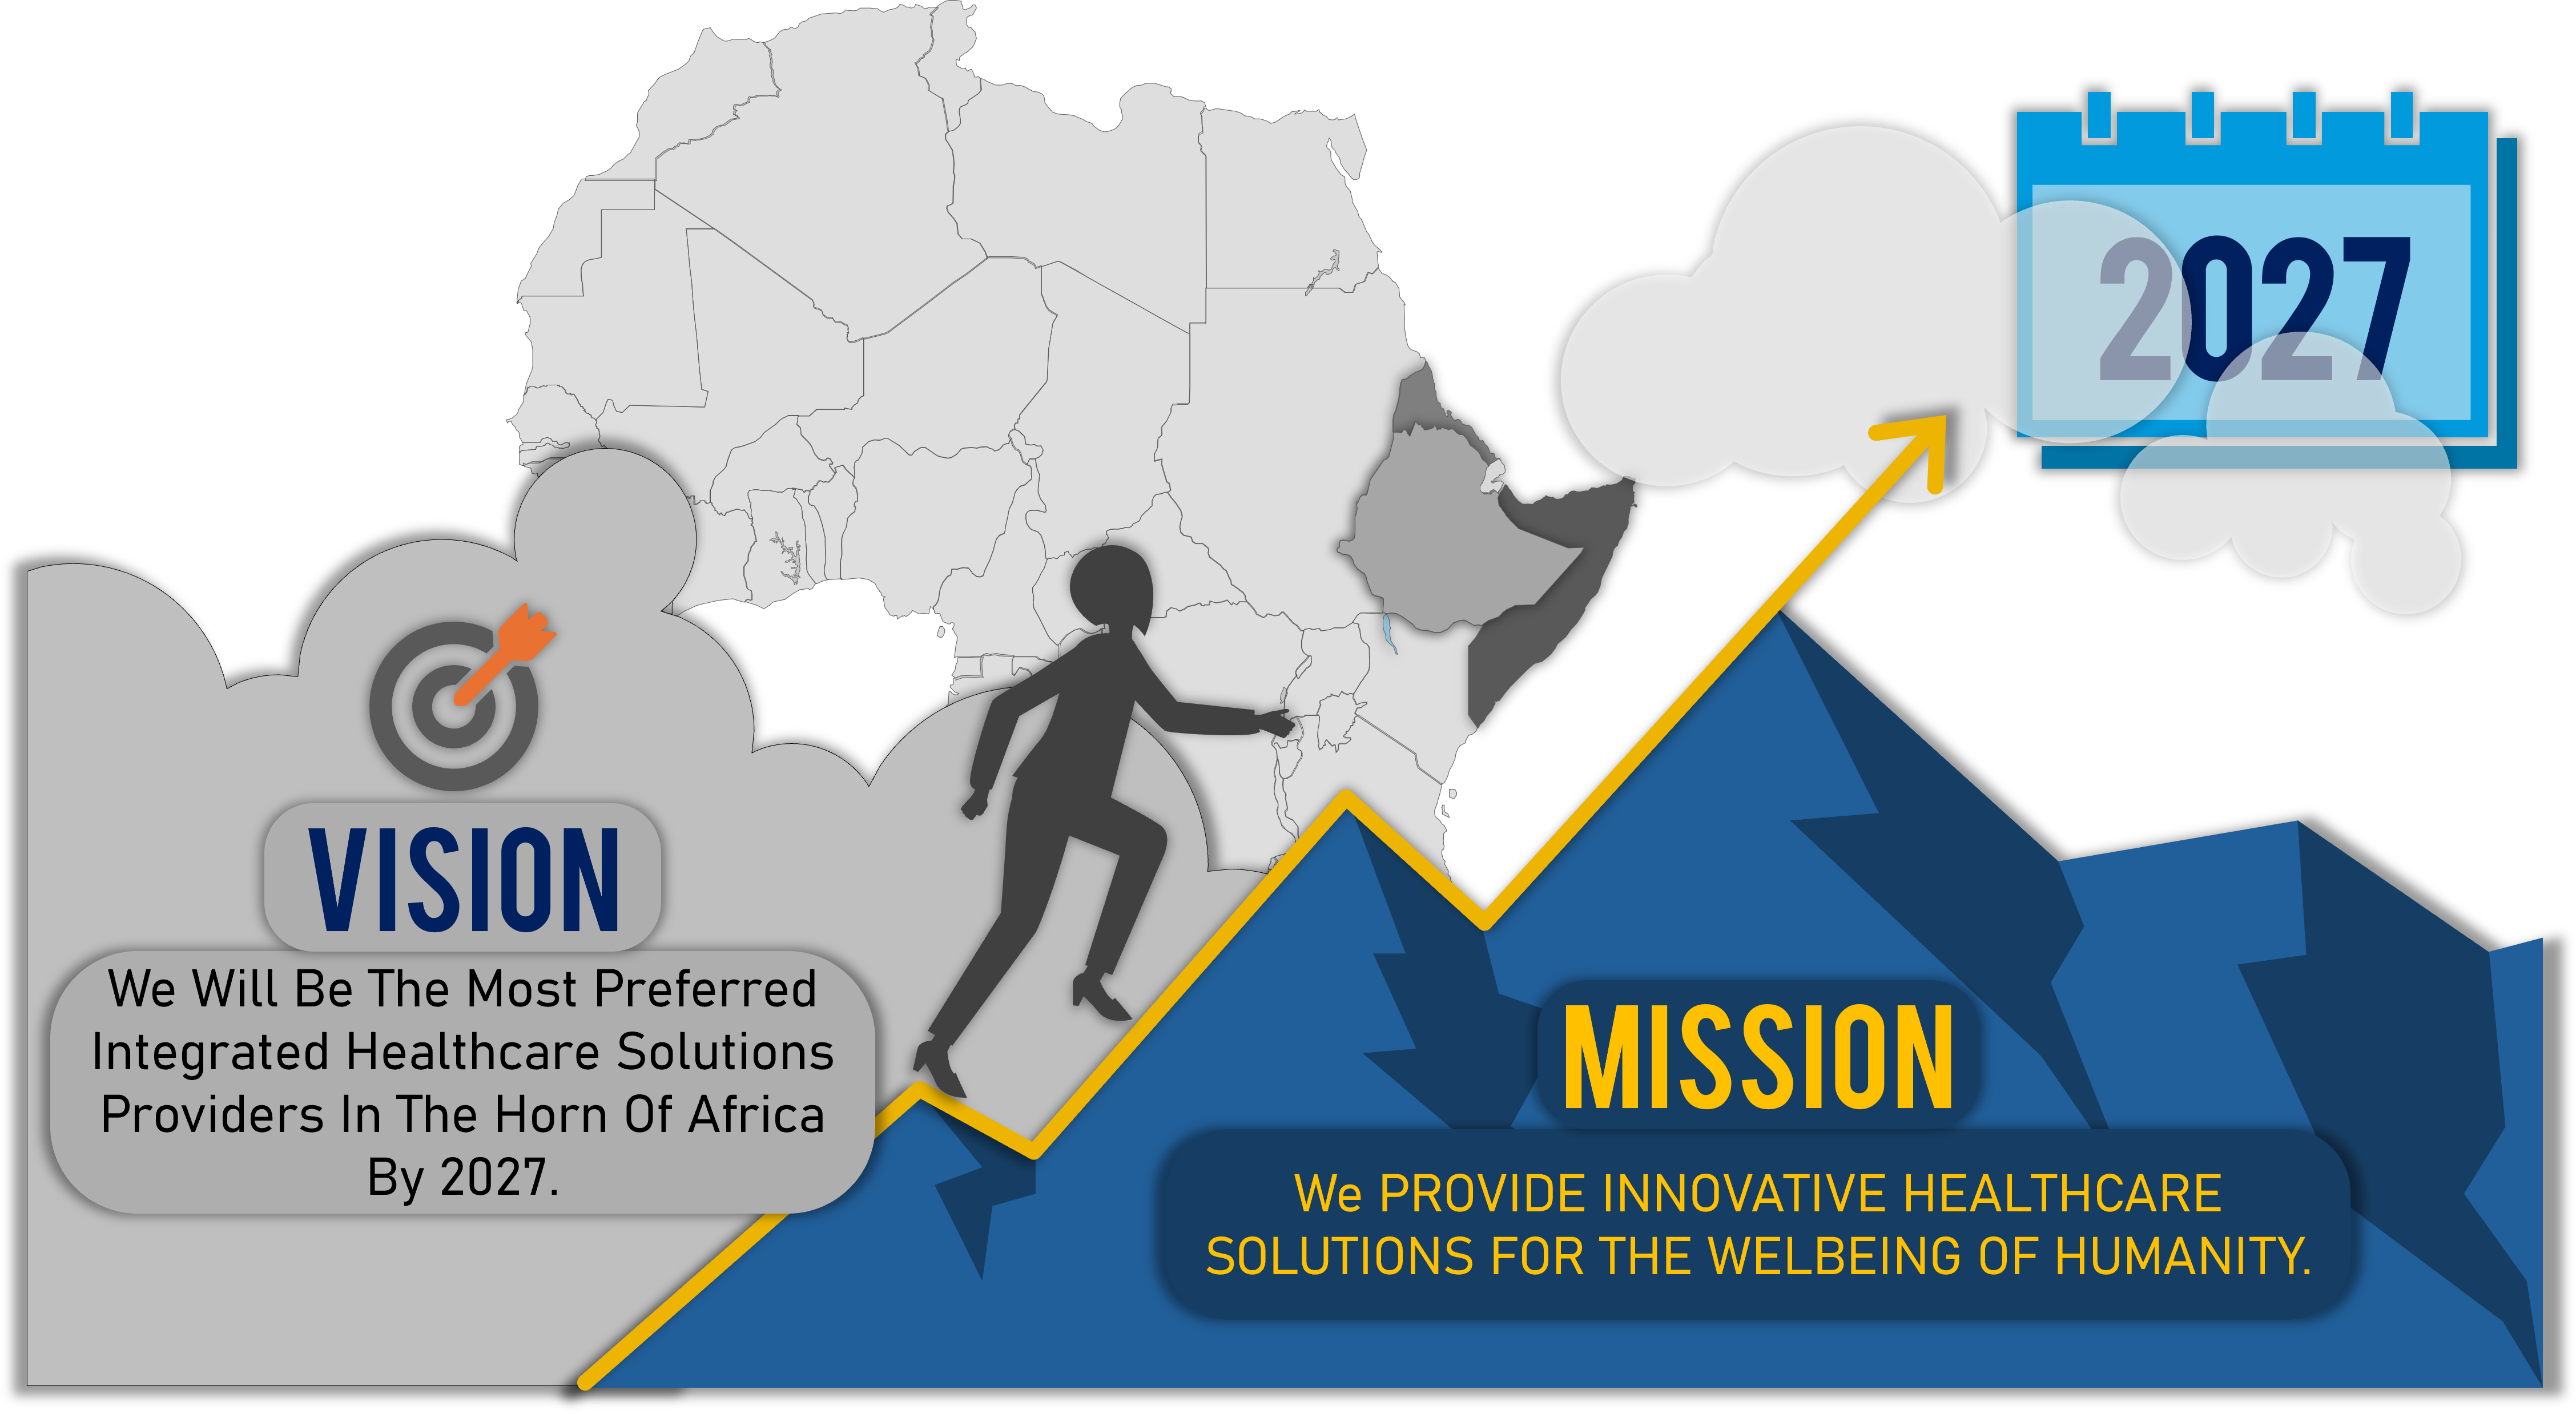 2027
VISION
We Will Be The Most Preferred
Integrated Healthcare Solutions
Providers In The Horn Of Africa
By 2027.
MISSION
We PROVIDE INNOVATIVE HEALTHCARE
SOLUTIONS FOR THE WELBEING OF HUMANITY.